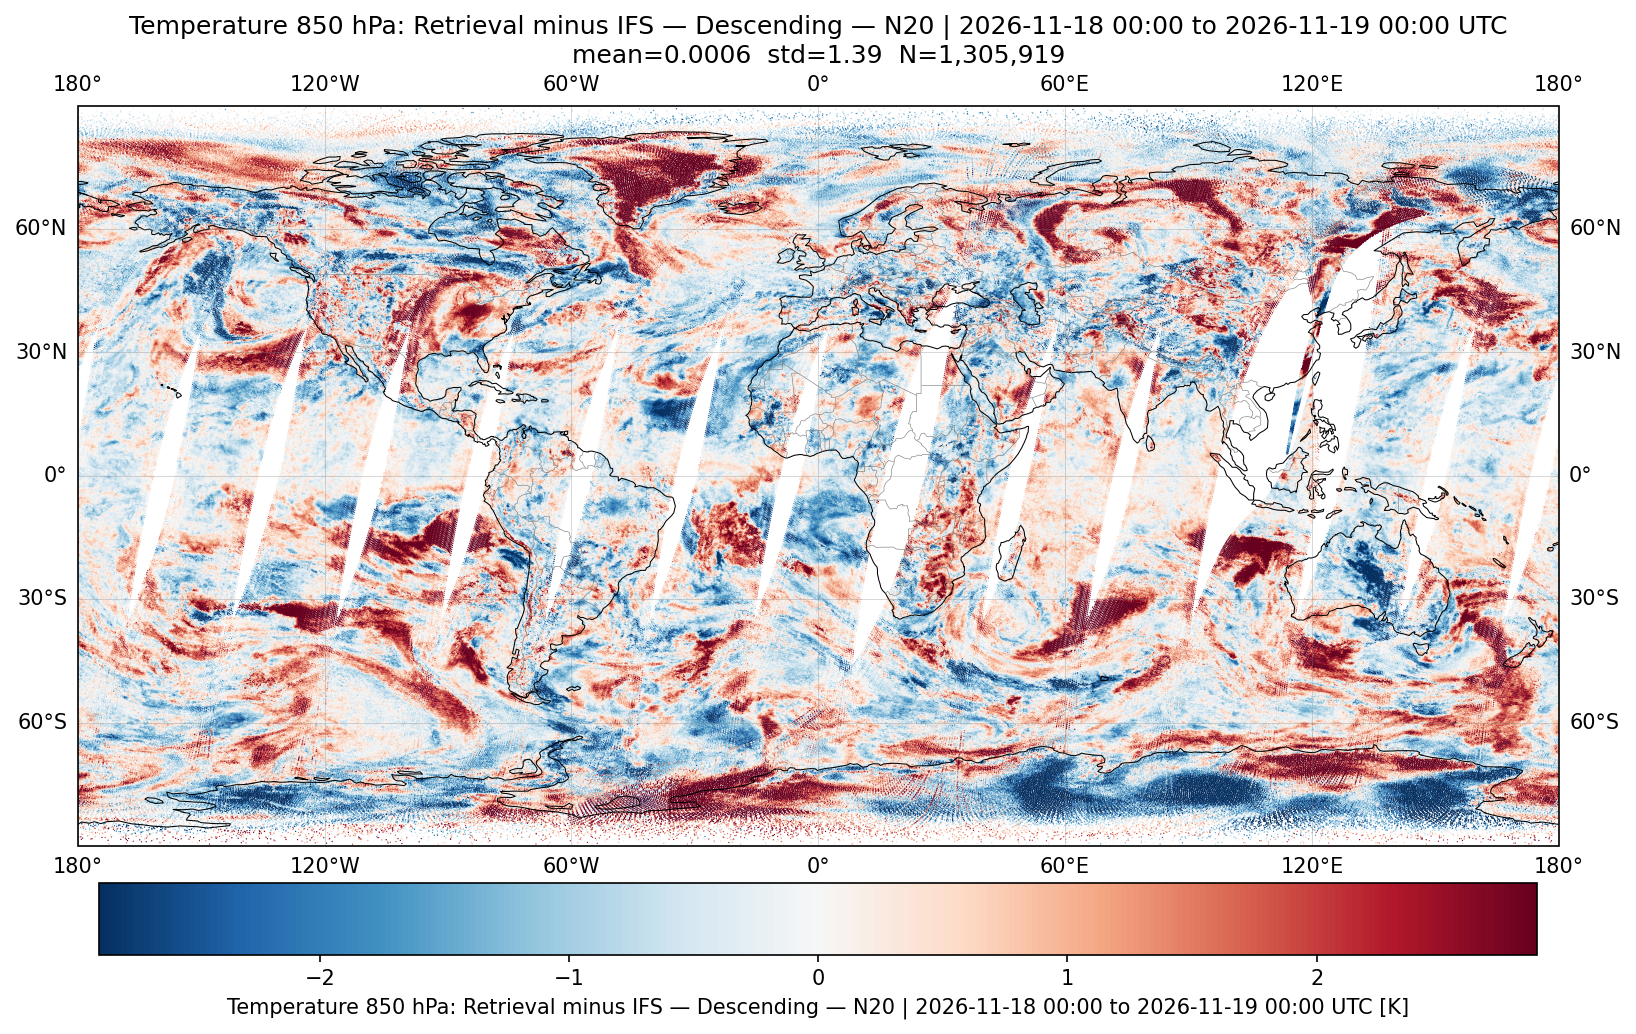 Temperature 850 hPa: Retrieval minus IFS — Descending — N20 | 2026-11-18 00:00 to 2026-11-19 00:00 UTC
mean=0.0006  std=1.39  N=1,305,919
180° 120°W 60°W 0° 60°E 120°E 180°
60°N 60°N
30°N 30°N
0° 0°
30°S 30°S
60°S 60°S
180° 120°W 60°W 0° 60°E 120°E 180°
−2 −1 0 1 2
Temperature 850 hPa: Retrieval minus IFS — Descending — N20 | 2026-11-18 00:00 to 2026-11-19 00:00 UTC [K]